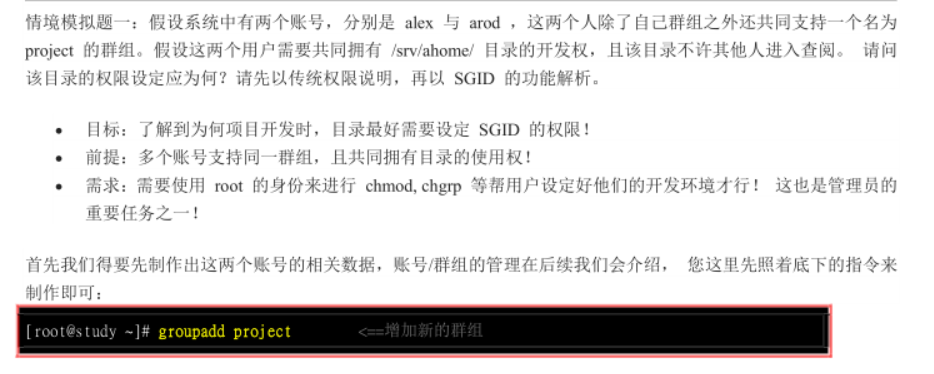 情境模拟题一：假设系统中有两个账号，分别是 alex 与 arod ，这两个人除了自己群组之外还共同支持一个名为
project 的群组。假设这两个用户需要共同拥有 /srv/ahome/ 目录的开发权，且该目录不许其他人进入查阅。 请问
该目录的权限设定应为何？请先以传统权限说明，再以 SGID 的功能解析。
• 目标：了解到为何项目开发时，目录最好需要设定 SGID 的权限！
• 前提：多个账号支持同一群组，且共同拥有目录的使用权！
• 需求：需要使用 root 的身份来进行 chmod, chgrp 等帮用户设定好他们的开发环境才行！ 这也是管理员的
重要任务之一！
首先我们得要先制作出这两个账号的相关数据，账号/群组的管理在后续我们会介绍， 您这里先照着底下的指令来
制作即可：
[root@study ~]# groupadd project <==增加新的群组